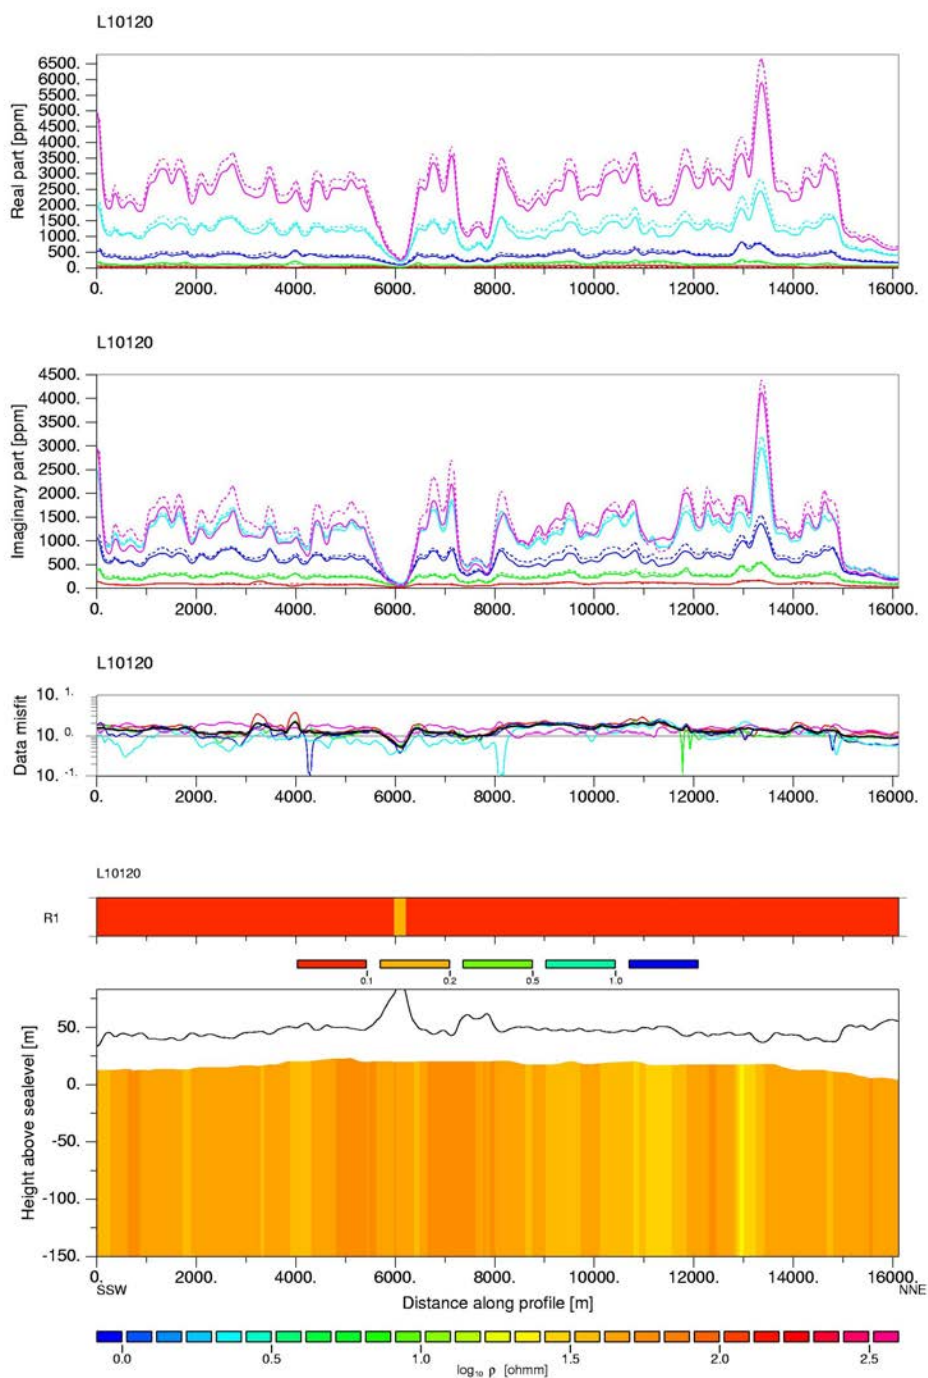 L10120
Real part [ppm]
6500.
6000.
5500.
5000.
4500.
4000.
3500.
3000.
2500.
2000.
1500.
1000.
500.
0.
0. 2000. 4000. 6000. 8000. 10000. 12000. 14000. 16000.
L10120
Imaginary part [ppm]
4500.
4000.
3500.
3000.
2500.
2000.
1500.
1000.
500.
0.
0. 2000. 4000. 6000. 8000. 10000. 12000. 14000. 16000.
L10120
Data misfit
10. 1.
10. 0.
10. -1.
0. 2000. 4000. 6000. 8000. 10000. 12000. 14000. 16000.
L10120
R1
0.1 0.2 0.5 1.0
Height above sealevel [m]
50.
0.
-50.
-100.
-150.
0. 2000. 4000. 6000. 8000. 10000. 12000. 14000. 16000.
SSW NNE
Distance along profile [m]
0.0 0.5 1.0 1.5 2.0 2.5
log₁₀ ρ [ohmm]